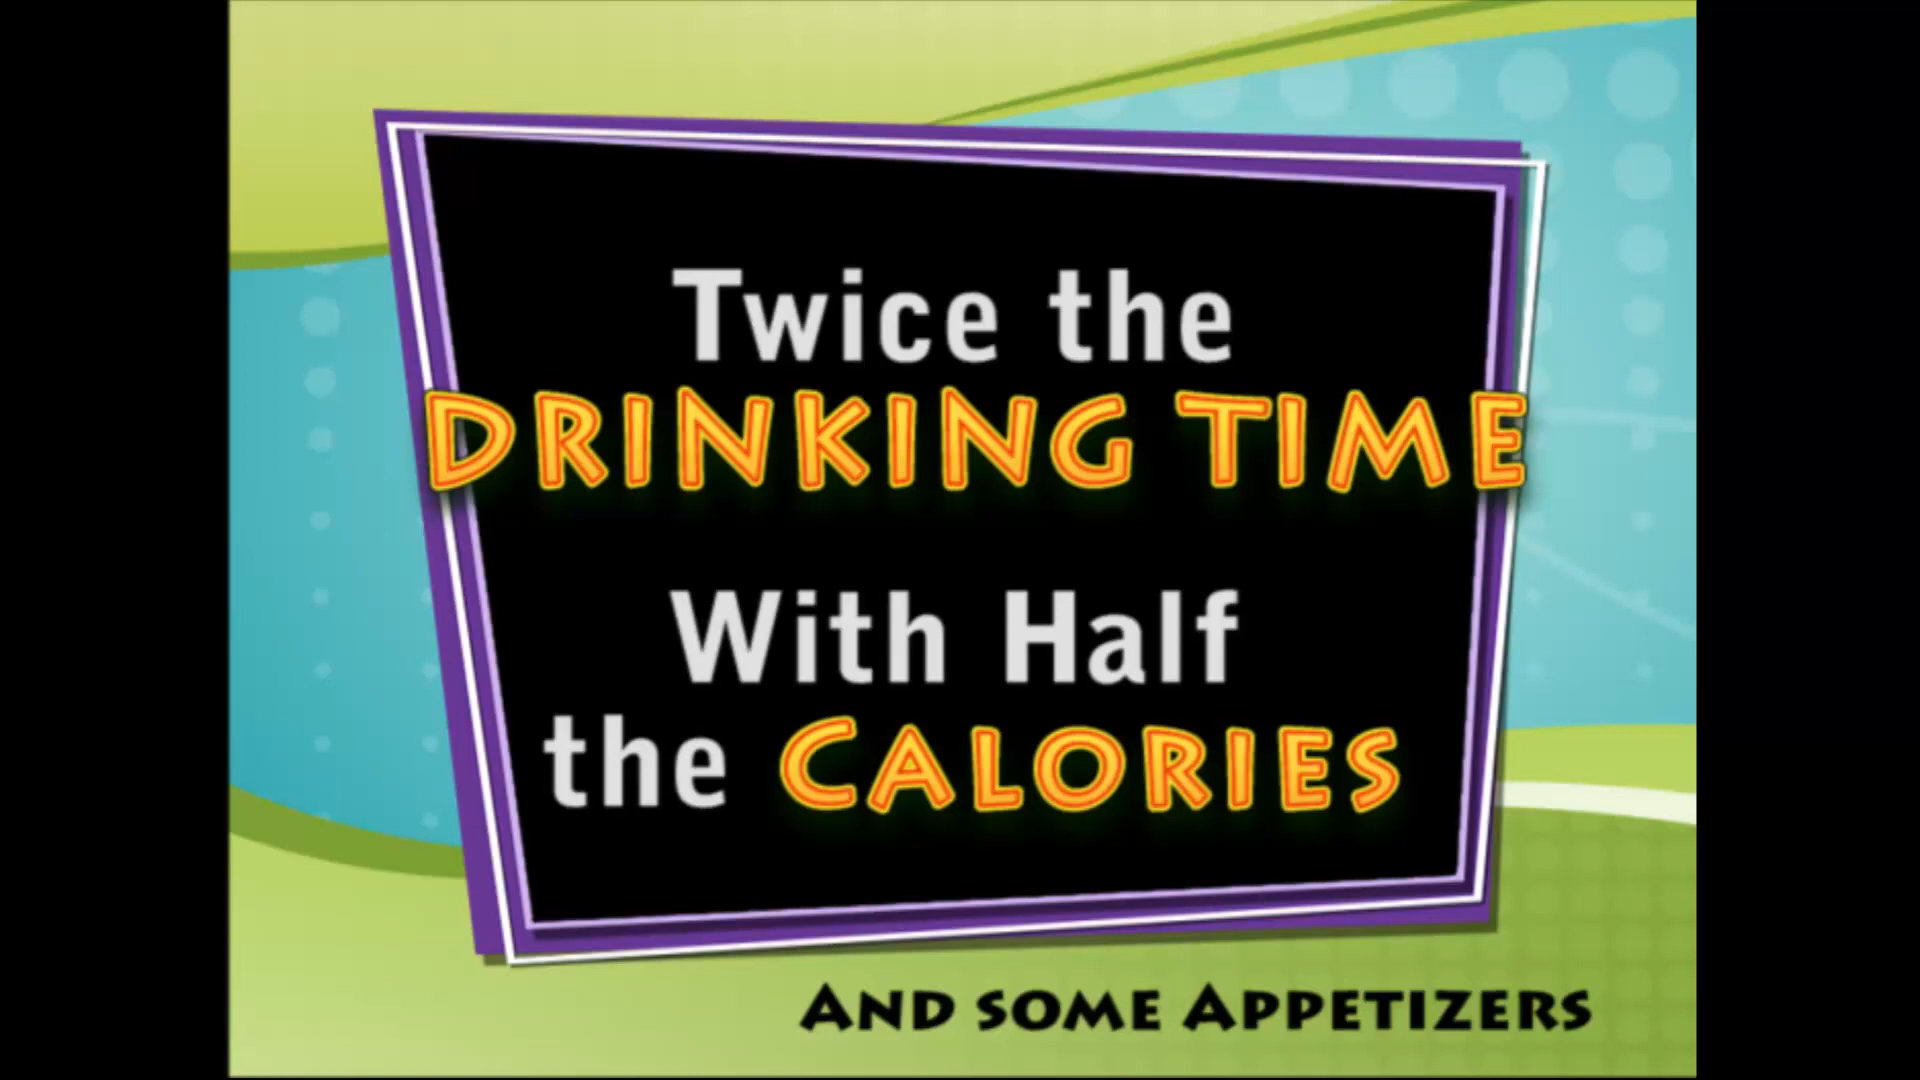 Twice the
DRINKING TIME
With Half
the CALORIES
AND SOME APPETIZERS